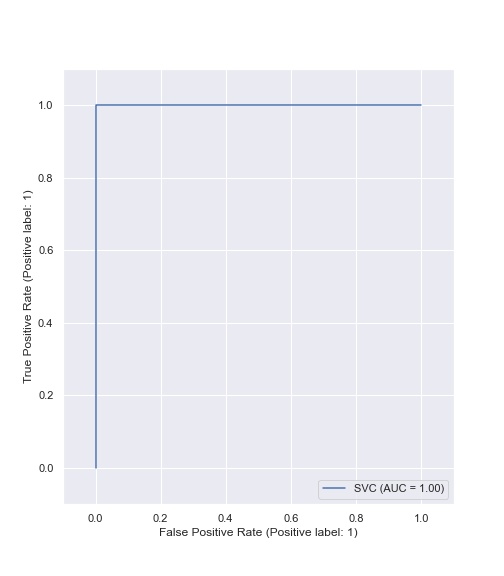 1.0
0.8
0.6
0.4
0.2
0.0
True Positive Rate (Positive label: 1)
SVC (AUC = 1.00)
0.0 0.2 0.4 0.6 0.8 1.0
False Positive Rate (Positive label: 1)